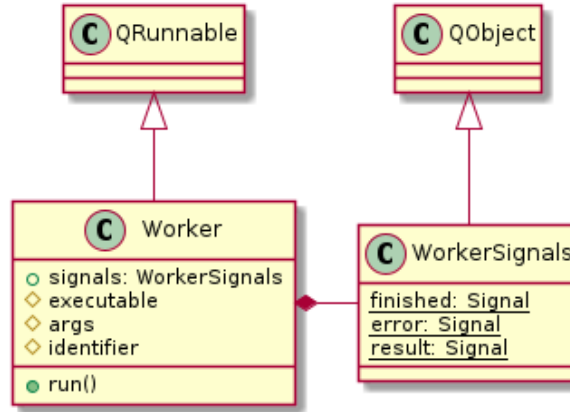 C QRunnable
C QObject
C Worker
signals: WorkerSignals
executable
args
identifier
run()
C WorkerSignals
finished: Signal
error: Signal
result: Signal